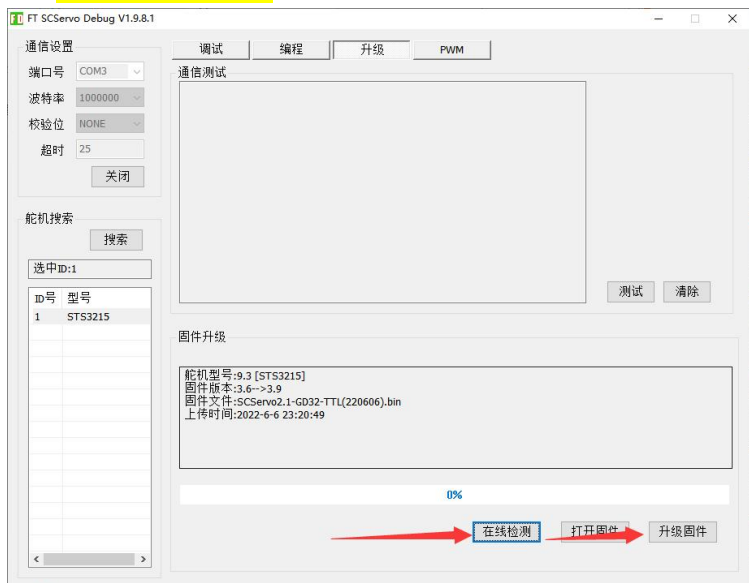 FT SCServo Debug V1.9.8.1
通信设置
端口号 COM3
波特率 1000000
校验位 NONE
超时 25
关闭
舵机搜索
搜索
选中ID:1
ID号 型号
1 STS3215
调试 编程 升级 PWM
通信测试
测试 清除
固件升级
舵机型号:9.3 [STS3215]
固件版本:3.6-->3.9
固件文件:SCServo2.1-GD32-TTL(220606).bin
上传时间:2022-6-6 23:20:49
0%
在线检测 打开固件 升级固件